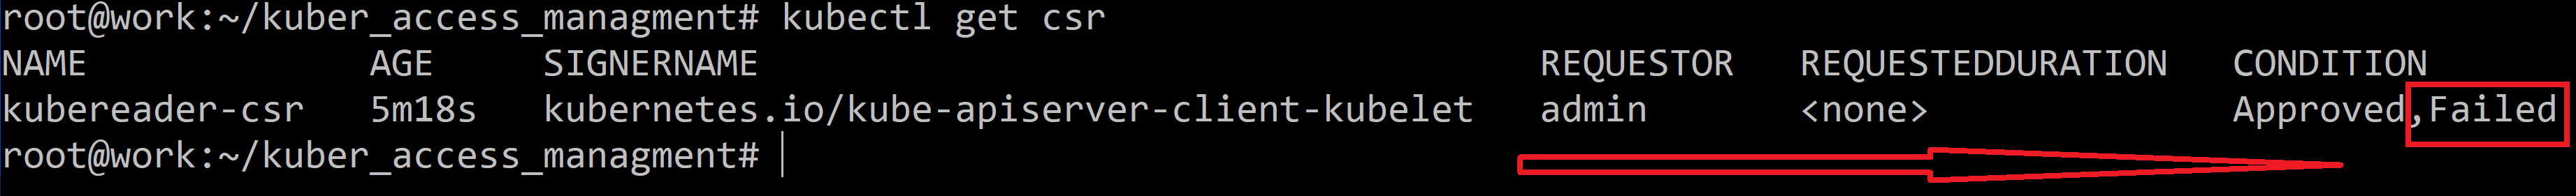 root@work:~/kuber_access_managment# kubectl get csr
NAME AGE SIGNERNAME REQUESTOR REQUESTEDDURATION CONDITION
kubereader-csr 5m18s kubernetes.io/kube-apiserver-client-kubelet admin <none> Approved,Failed
root@work:~/kuber_access_managment#